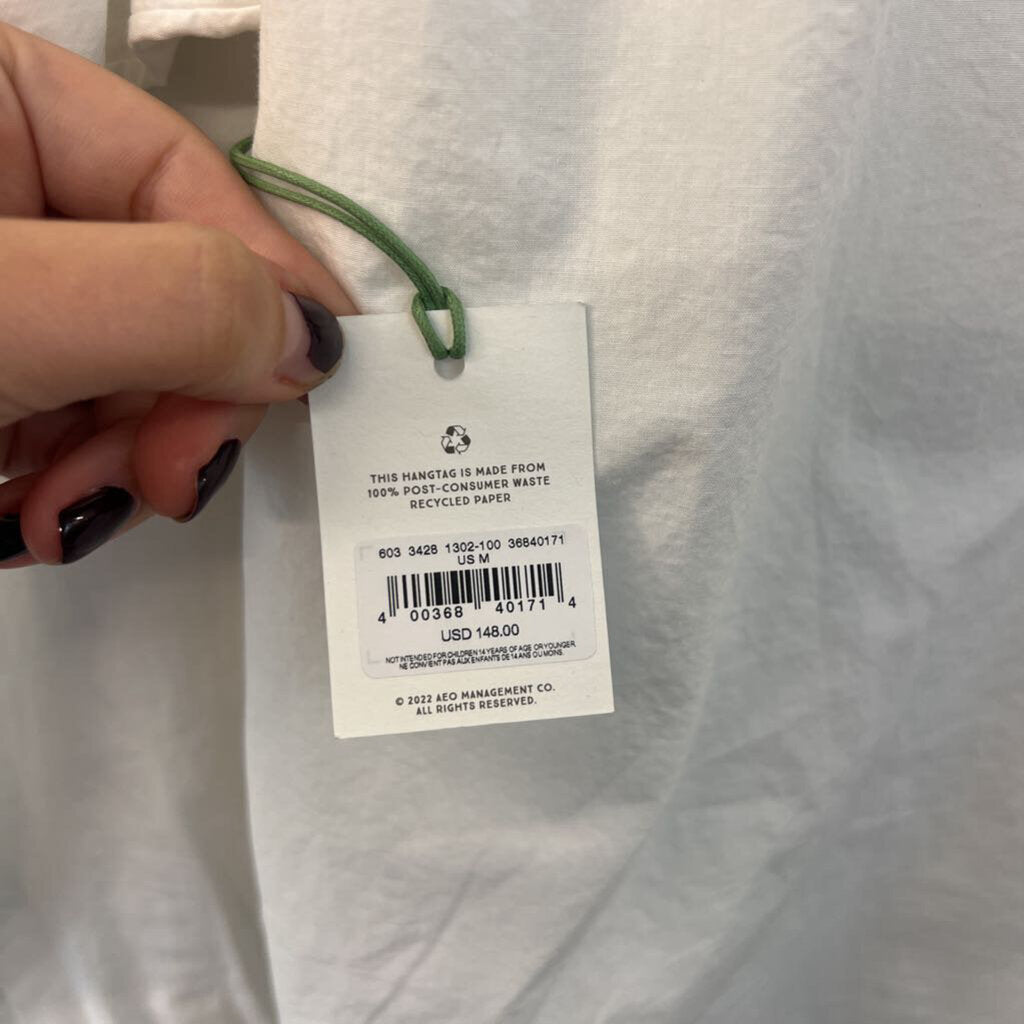 THIS HANGTAG IS MADE FROM
100% POST-CONSUMER WASTE
RECYCLED PAPER
603 3428 1302-100 36840171
US M
4 00368 40171 4
USD 148.00
NOT INTENDED FOR CHILDREN 14 YEARS OF AGE OR YOUNGER.
NE CONVIENT PAS AUX ENFANTS DE 14 ANS OU MOINS.
© 2022 AEO MANAGEMENT CO.
ALL RIGHTS RESERVED.